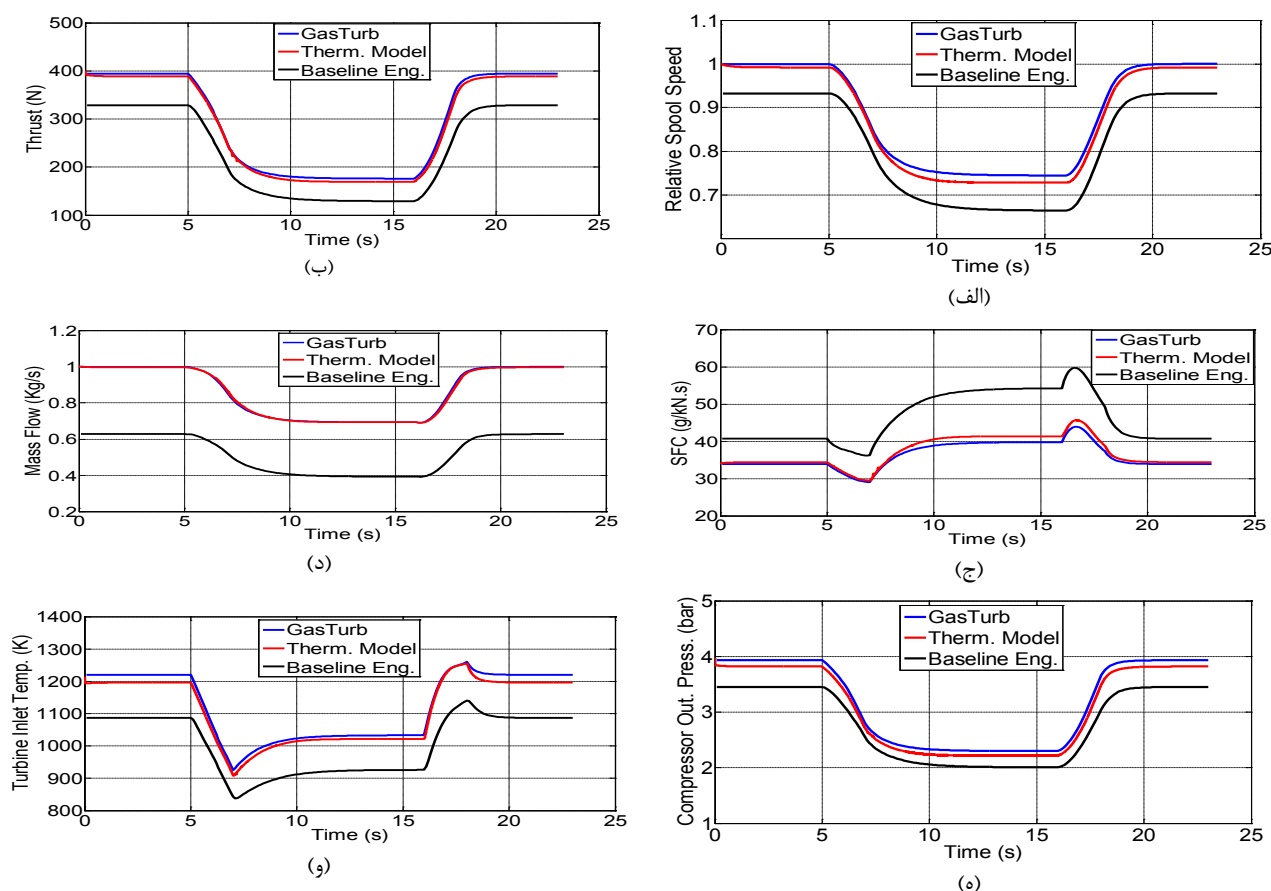 500
400
300
200
100
Thrust (N)
GasTurb
Therm. Model
Baseline Eng.
0 5 10 15 20 25
Time (s)
(ب)
1.1
1
0.9
0.8
0.7
Relative Spool Speed
GasTurb
Therm. Model
Baseline Eng.
0 5 10 15 20 25
Time (s)
(الف)
1.2
1
0.8
0.6
0.4
0.2
Mass Flow (Kg/s)
GasTurb
Therm. Model
Baseline Eng.
0 5 10 15 20 25
Time (s)
(د)
70
60
50
40
30
20
SFC (g/kN.s)
GasTurb
Therm. Model
Baseline Eng.
0 5 10 15 20 25
Time (s)
(ج)
1400
1300
1200
1100
1000
900
800
Turbine Inlet Temp. (K)
GasTurb
Therm. Model
Baseline Eng.
0 5 10 15 20 25
Time (s)
(و)
5
4
3
2
1
Compressor Out. Press. (bar)
GasTurb
Therm. Model
Baseline Eng.
0 5 10 15 20 25
Time (s)
(ه)